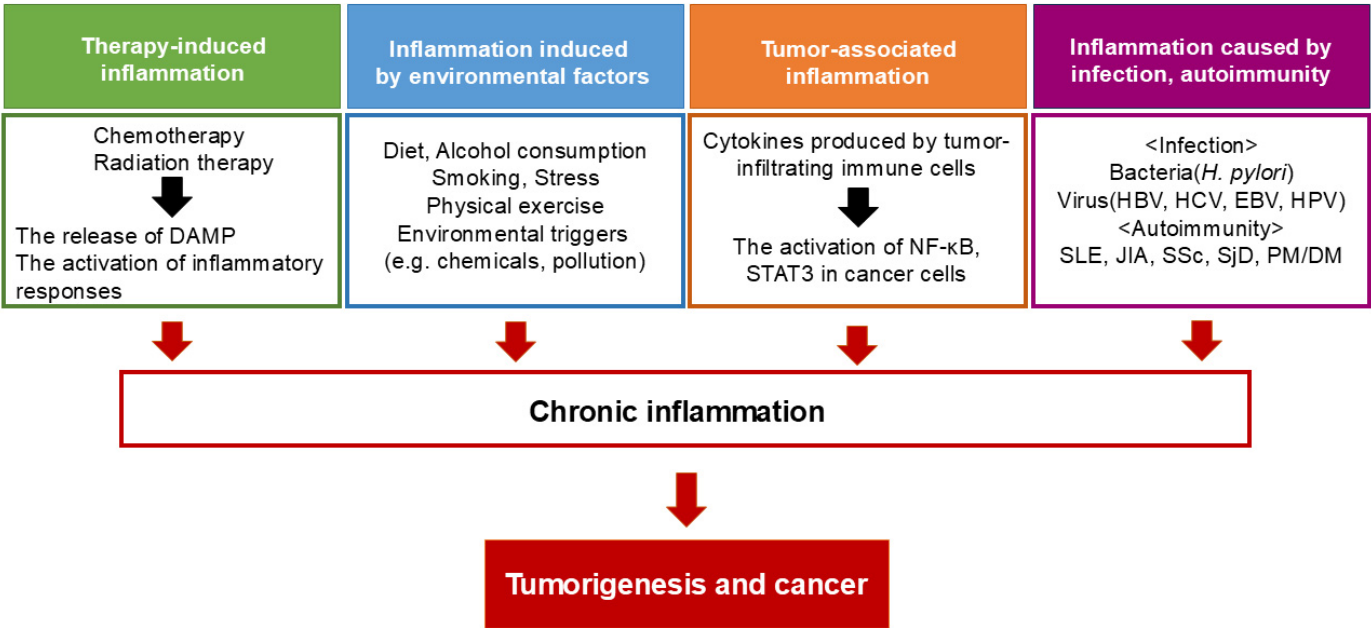 Therapy-induced
inflammation
Chemotherapy
Radiation therapy
The release of DAMP
The activation of inflammatory
responses
Inflammation induced
by environmental factors
Diet, Alcohol consumption
Smoking, Stress
Physical exercise
Environmental triggers
(e.g. chemicals, pollution)
Tumor-associated
inflammation
Cytokines produced by tumor-
infiltrating immune cells
The activation of NF-κB,
STAT3 in cancer cells
Inflammation caused by
infection, autoimmunity
<Infection>
Bacteria(H. pylori)
Virus(HBV, HCV, EBV, HPV)
<Autoimmunity>
SLE, JIA, SSc, SjD, PM/DM
Chronic inflammation
Tumorigenesis and cancer